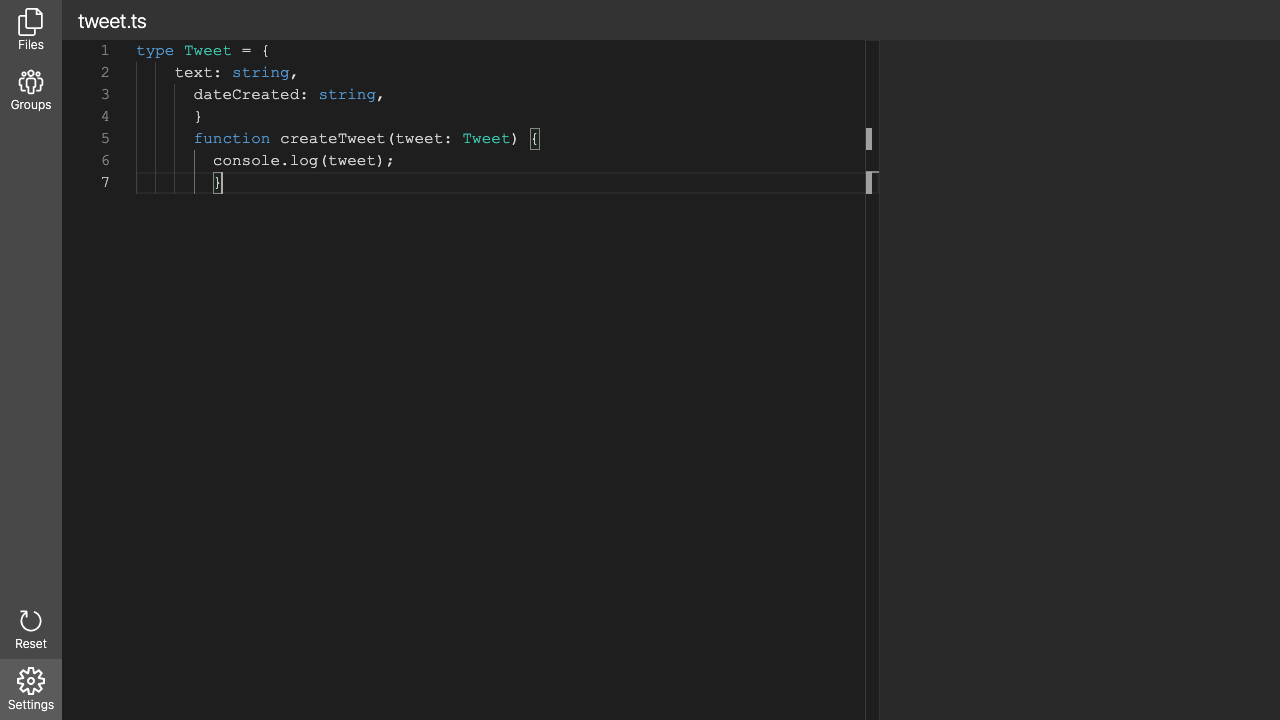 tweet.ts
Files
Groups
1 type Tweet = {
2 text: string,
3 dateCreated: string,
4 }
5 function createTweet(tweet: Tweet) {
6 console.log(tweet);
7 }
Reset
Settings